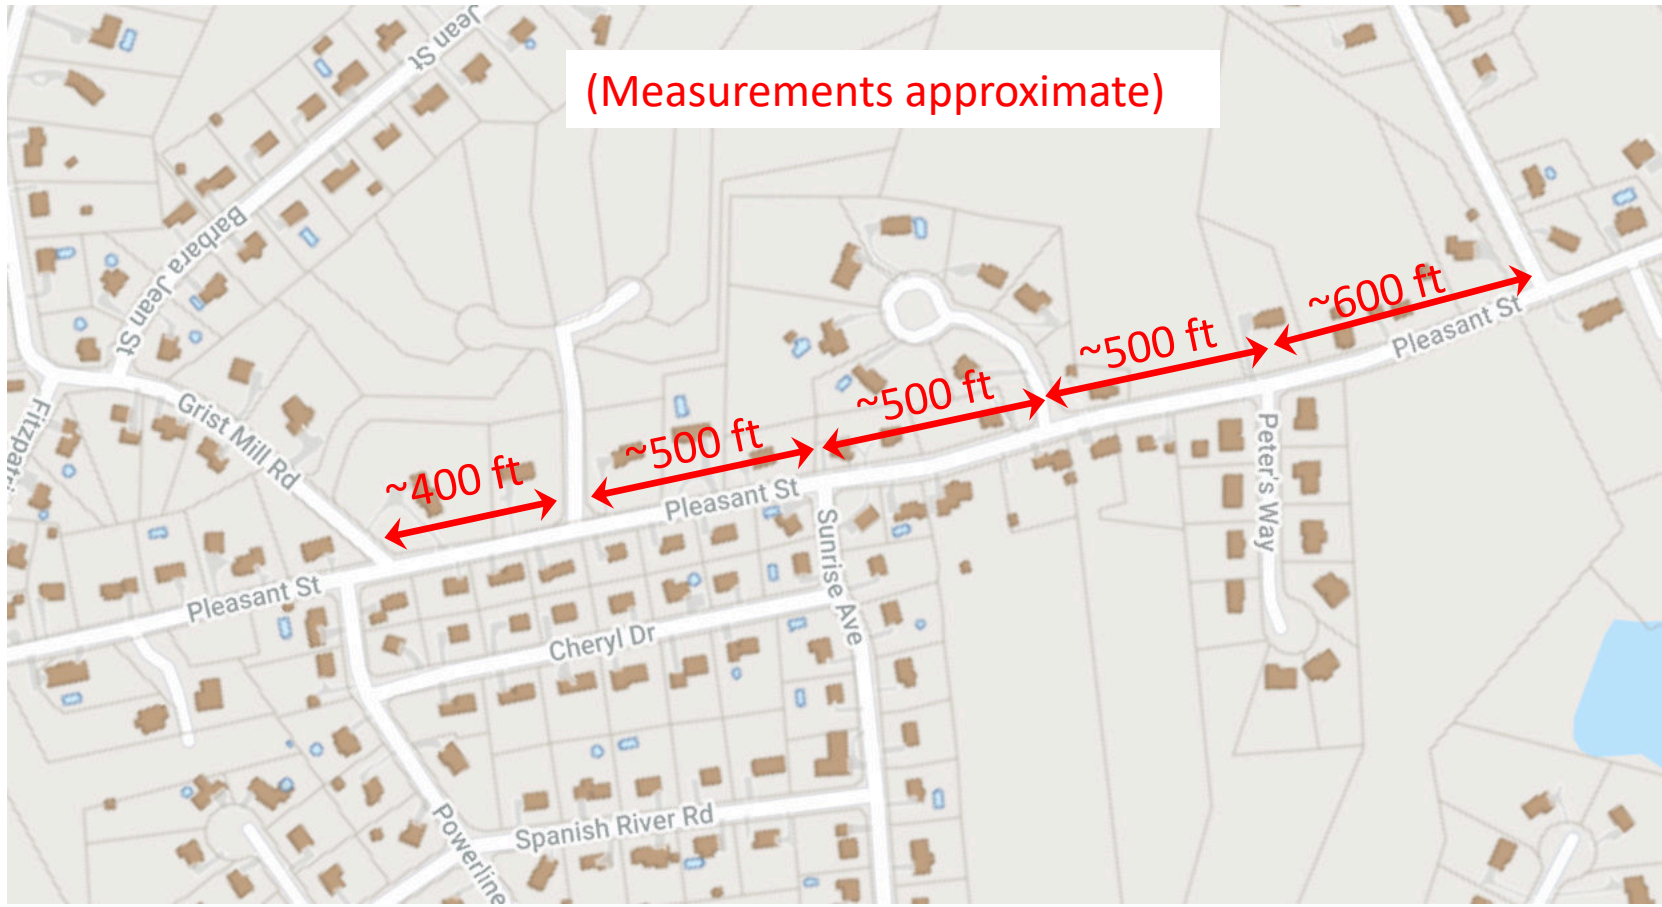 Jean St
(Measurements approximate)
Barbara Jean St
~600 ft
Pleasant St
~500 ft
~500 ft
~500 ft
~400 ft
Grist Mill Rd
Fitzpatri
Pleasant St
Peter's Way
Sunrise Ave
Pleasant St
Cheryl Dr
Spanish River Rd
Powerline